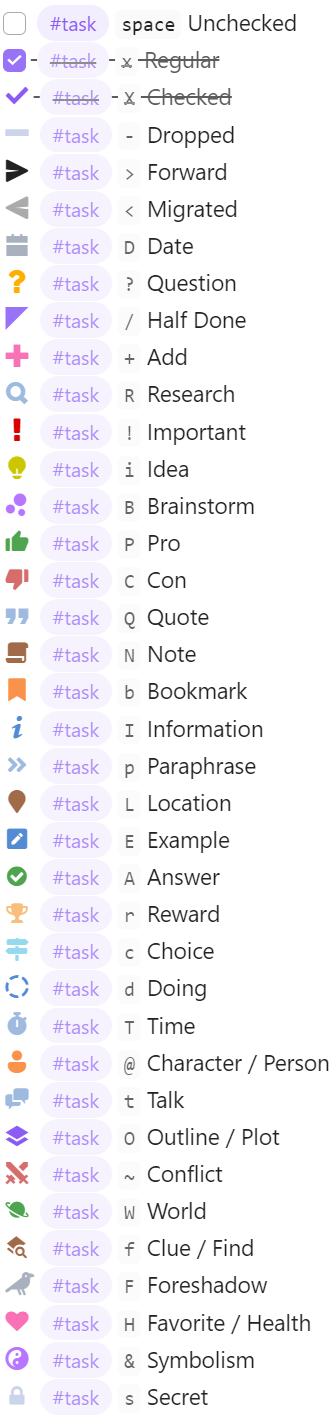 #task space Unchecked
#task x Regular
#task X Checked
#task - Dropped
#task > Forward
#task < Migrated
#task D Date
#task ? Question
#task / Half Done
#task + Add
#task R Research
#task ! Important
#task i Idea
#task B Brainstorm
#task P Pro
#task C Con
#task Q Quote
#task N Note
#task b Bookmark
#task I Information
#task p Paraphrase
#task L Location
#task E Example
#task A Answer
#task r Reward
#task c Choice
#task d Doing
#task T Time
#task @ Character / Person
#task t Talk
#task O Outline / Plot
#task ~ Conflict
#task W World
#task f Clue / Find
#task F Foreshadow
#task H Favorite / Health
#task & Symbolism
#task s Secret